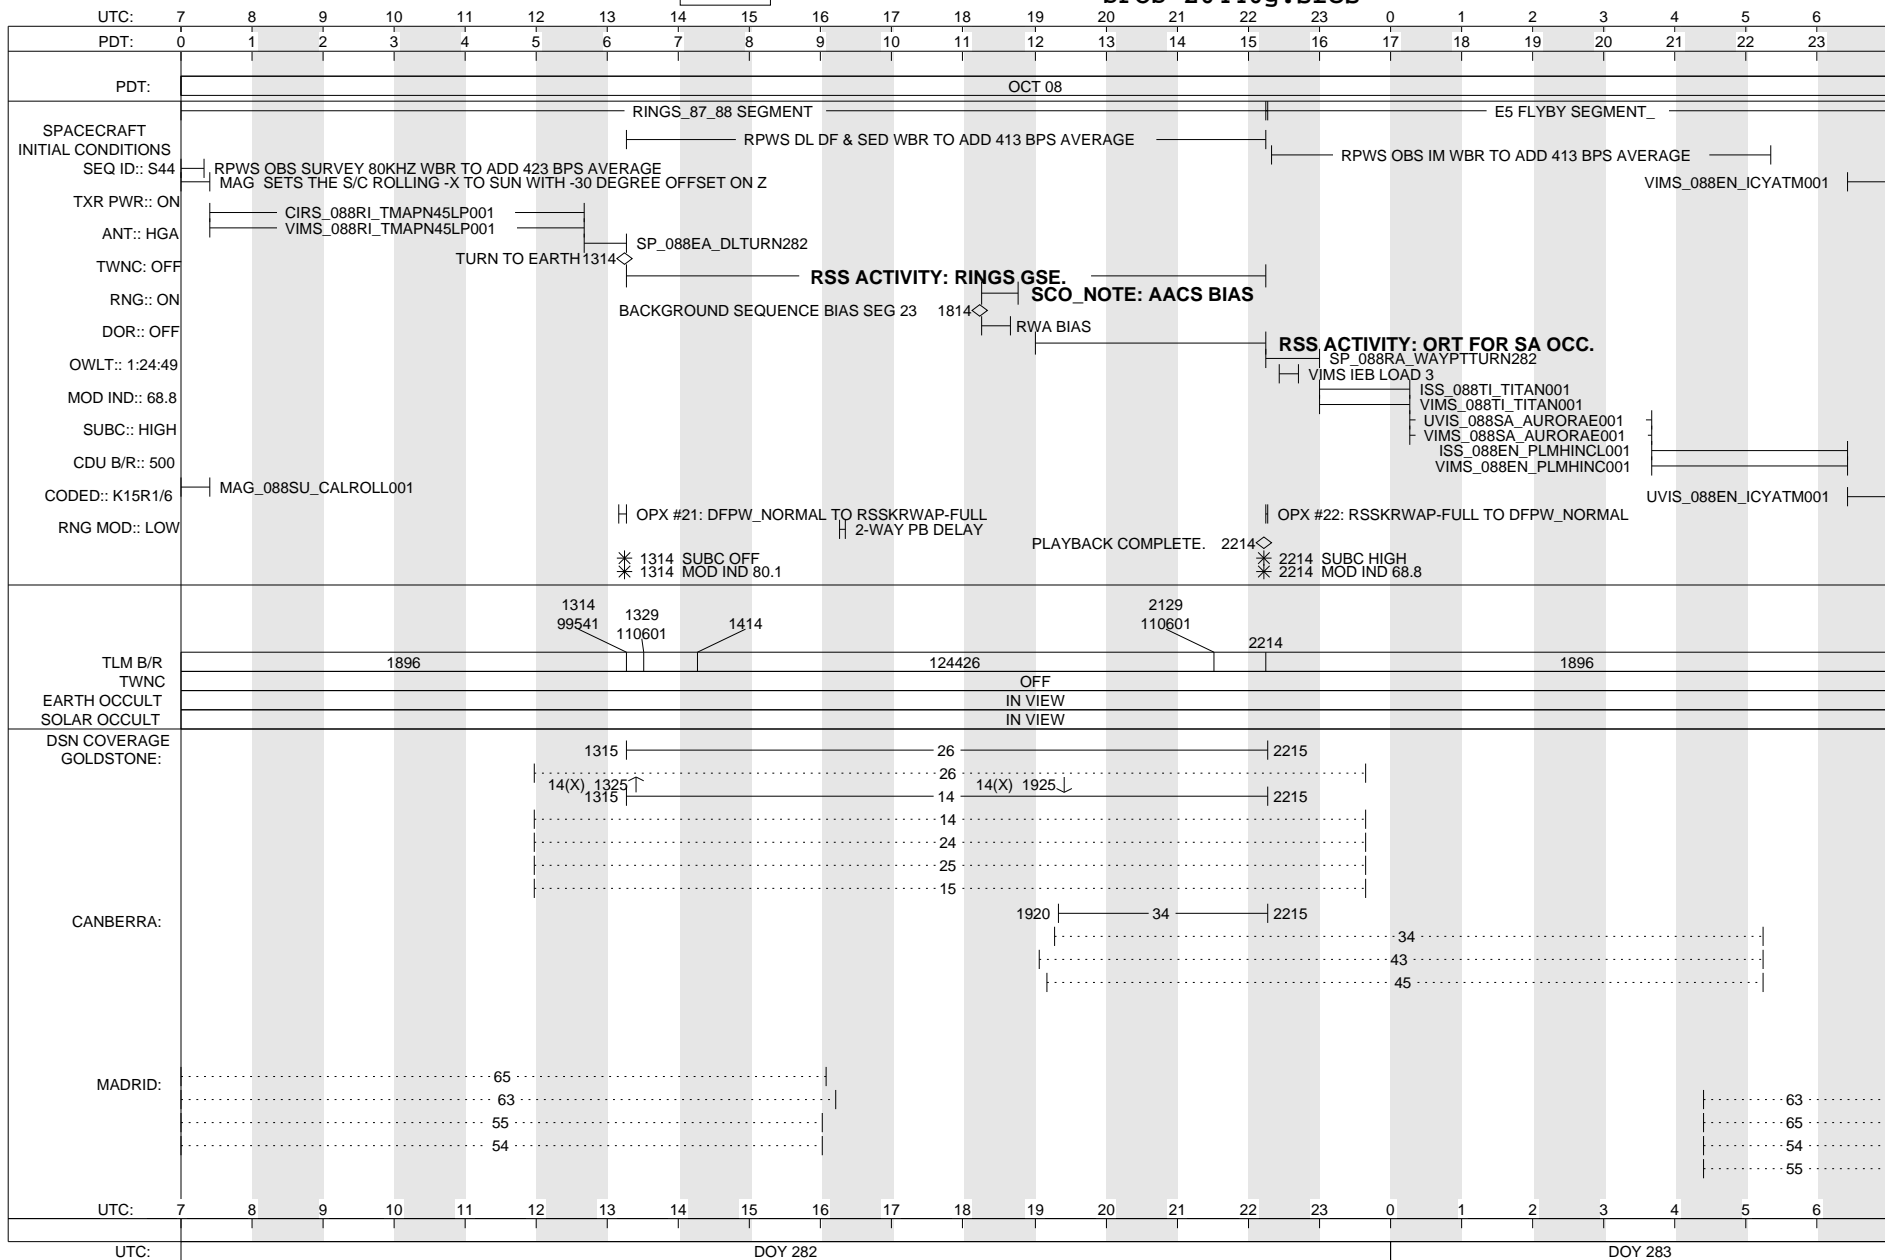 UTC: 7 8 9 10 11 12 13 14 15 16 17 18 19 20 21 22 23 0 1 2 3 4 5 6
PDT: 0 1 2 3 4 5 6 7 8 9 10 11 12 13 14 15 16 17 18 19 20 21 22 23
PDT: OCT 08
RINGS_87_88 SEGMENT E5 FLYBY SEGMENT_
SPACECRAFT
INITIAL CONDITIONS
RPWS DL DF & SED WBR TO ADD 413 BPS AVERAGE
RPWS OBS IM WBR TO ADD 413 BPS AVERAGE
SEQ ID:: S44 RPWS OBS SURVEY 80KHZ WBR TO ADD 423 BPS AVERAGE
MAG SETS THE S/C ROLLING -X TO SUN WITH -30 DEGREE OFFSET ON Z VIMS_088EN_ICYATM001
TXR PWR:: ON
CIRS_088RI_TMAPN45LP001
VIMS_088RI_TMAPN45LP001
ANT:: HGA
SP_088EA_DLTURN282
TURN TO EARTH 1314
TWNC: OFF
RSS ACTIVITY: RINGS GSE.
RNG:: ON SCO_NOTE: AACS BIAS
BACKGROUND SEQUENCE BIAS SEG 23 1814
DOR:: OFF RWA BIAS
RSS ACTIVITY: ORT FOR SA OCC.
SP_088RA_WAYPTTURN282
OWLT:: 1:24:49
VIMS IEB LOAD 3
ISS_088TI_TITAN001
MOD IND:: 68.8
VIMS_088TI_TITAN001
UVIS_088SA_AURORAE001
SUBC:: HIGH
VIMS_088SA_AURORAE001
ISS_088EN_PLMHINCL001
CDU B/R:: 500
VIMS_088EN_PLMHINC001
MAG_088SU_CALROLL001
CODED:: K15R1/6 UVIS_088EN_ICYATM001
OPX #21: DFPW_NORMAL TO RSSKRWAP-FULL OPX #22: RSSKRWAP-FULL TO DFPW_NORMAL
RNG MOD:: LOW 2-WAY PB DELAY
PLAYBACK COMPLETE. 2214
1314 SUBC OFF 2214 SUBC HIGH
1314 MOD IND 80.1 2214 MOD IND 68.8
1314 1329 2129
99541 110601 1414 110601 2214
TLM B/R 1896 124426 1896
TWNC OFF
EARTH OCCULT IN VIEW
SOLAR OCCULT IN VIEW
DSN COVERAGE
GOLDSTONE:
1315 26 2215
26
14(X) 1325 14(X) 1925
1315 14 2215
14
24
25
15
CANBERRA: 1920 34 2215
34
43
45
MADRID: 65
63 63
55 65
54 54
55
UTC: 7 8 9 10 11 12 13 14 15 16 17 18 19 20 21 22 23 0 1 2 3 4 5 6
UTC: DOY 282 DOY 283